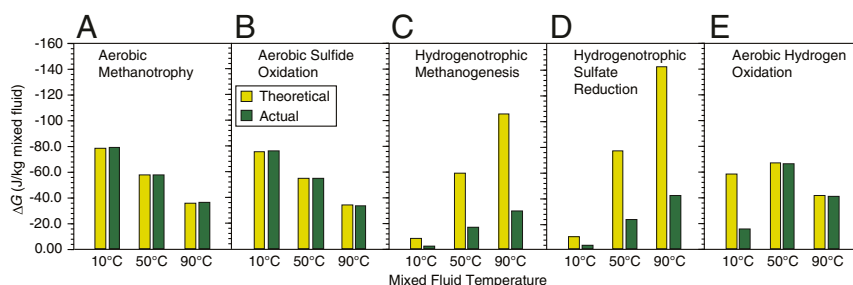 A
B
C
D
E
Aerobic
Methanotrophy
Aerobic Sulfide
Oxidation
Hydrogenotrophic
Methanogenesis
Hydrogenotrophic
Sulfate
Reduction
Aerobic Hydrogen
Oxidation
Theoretical
Actual
ΔG (J/kg mixed fluid)
-160
-140
-120
-100
-80.0
-60.0
-40.0
-20.0
0.00
10°C 50°C 90°C
10°C 50°C 90°C
10°C 50°C 90°C
10°C 50°C 90°C
10°C 50°C 90°C
Mixed Fluid Temperature